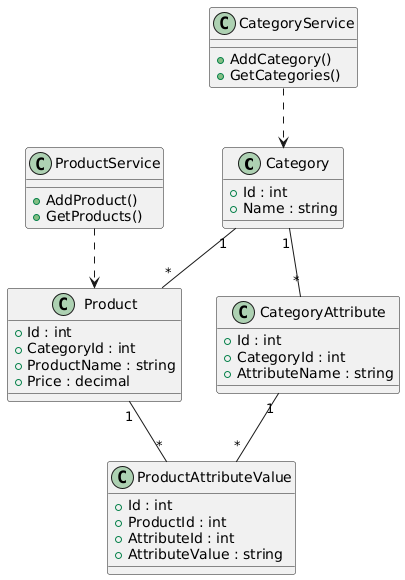 C CategoryService
AddCategory()
GetCategories()
C ProductService
AddProduct()
GetProducts()
C Category
Id : int
Name : string
1
1
*
*
C Product
Id : int
CategoryId : int
ProductName : string
Price : decimal
C CategoryAttribute
Id : int
CategoryId : int
AttributeName : string
1
1
*
*
C ProductAttributeValue
Id : int
ProductId : int
AttributeId : int
AttributeValue : string